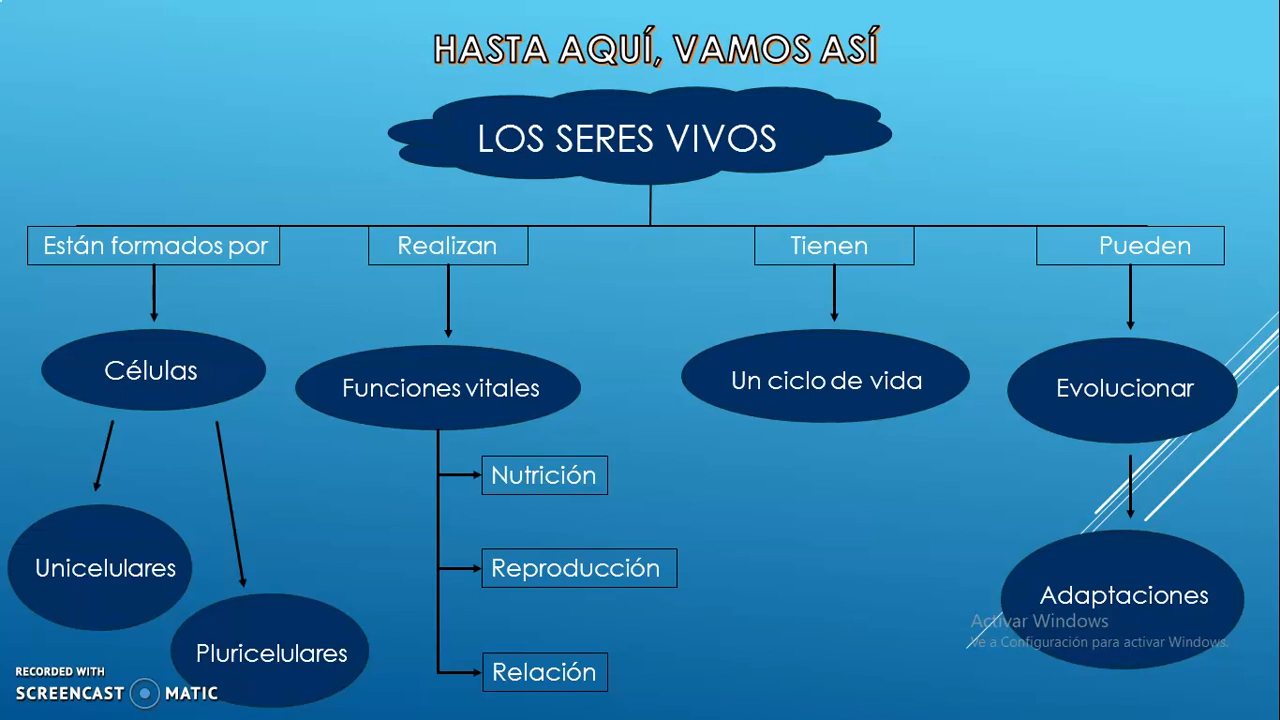 HASTA AQUÍ, VAMOS ASÍ
LOS SERES VIVOS
Están formados por
Realizan
Tienen
Pueden
Células
Funciones vitales
Un ciclo de vida
Evolucionar
Nutrición
Unicelulares
Reproducción
Adaptaciones
Activar Windows
Ve a Configuración para activar Windows.
Pluricelulares
Relación
RECORDED WITH
SCREENCAST MATIC